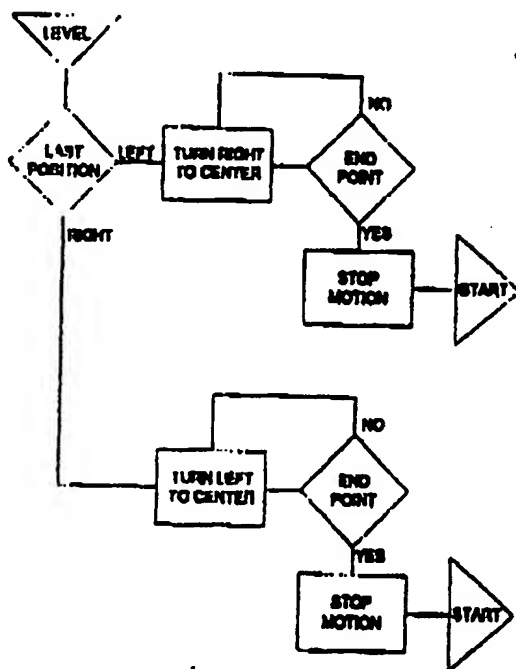 LEVEL
LAST
POSITION
LEFT
TURN RIGHT
TO CENTER
NO
END
POINT
YES
RIGHT
STOP
MOTION
START
NO
TURN LEFT
TO CENTER
END
POINT
YES
STOP
MOTION
START